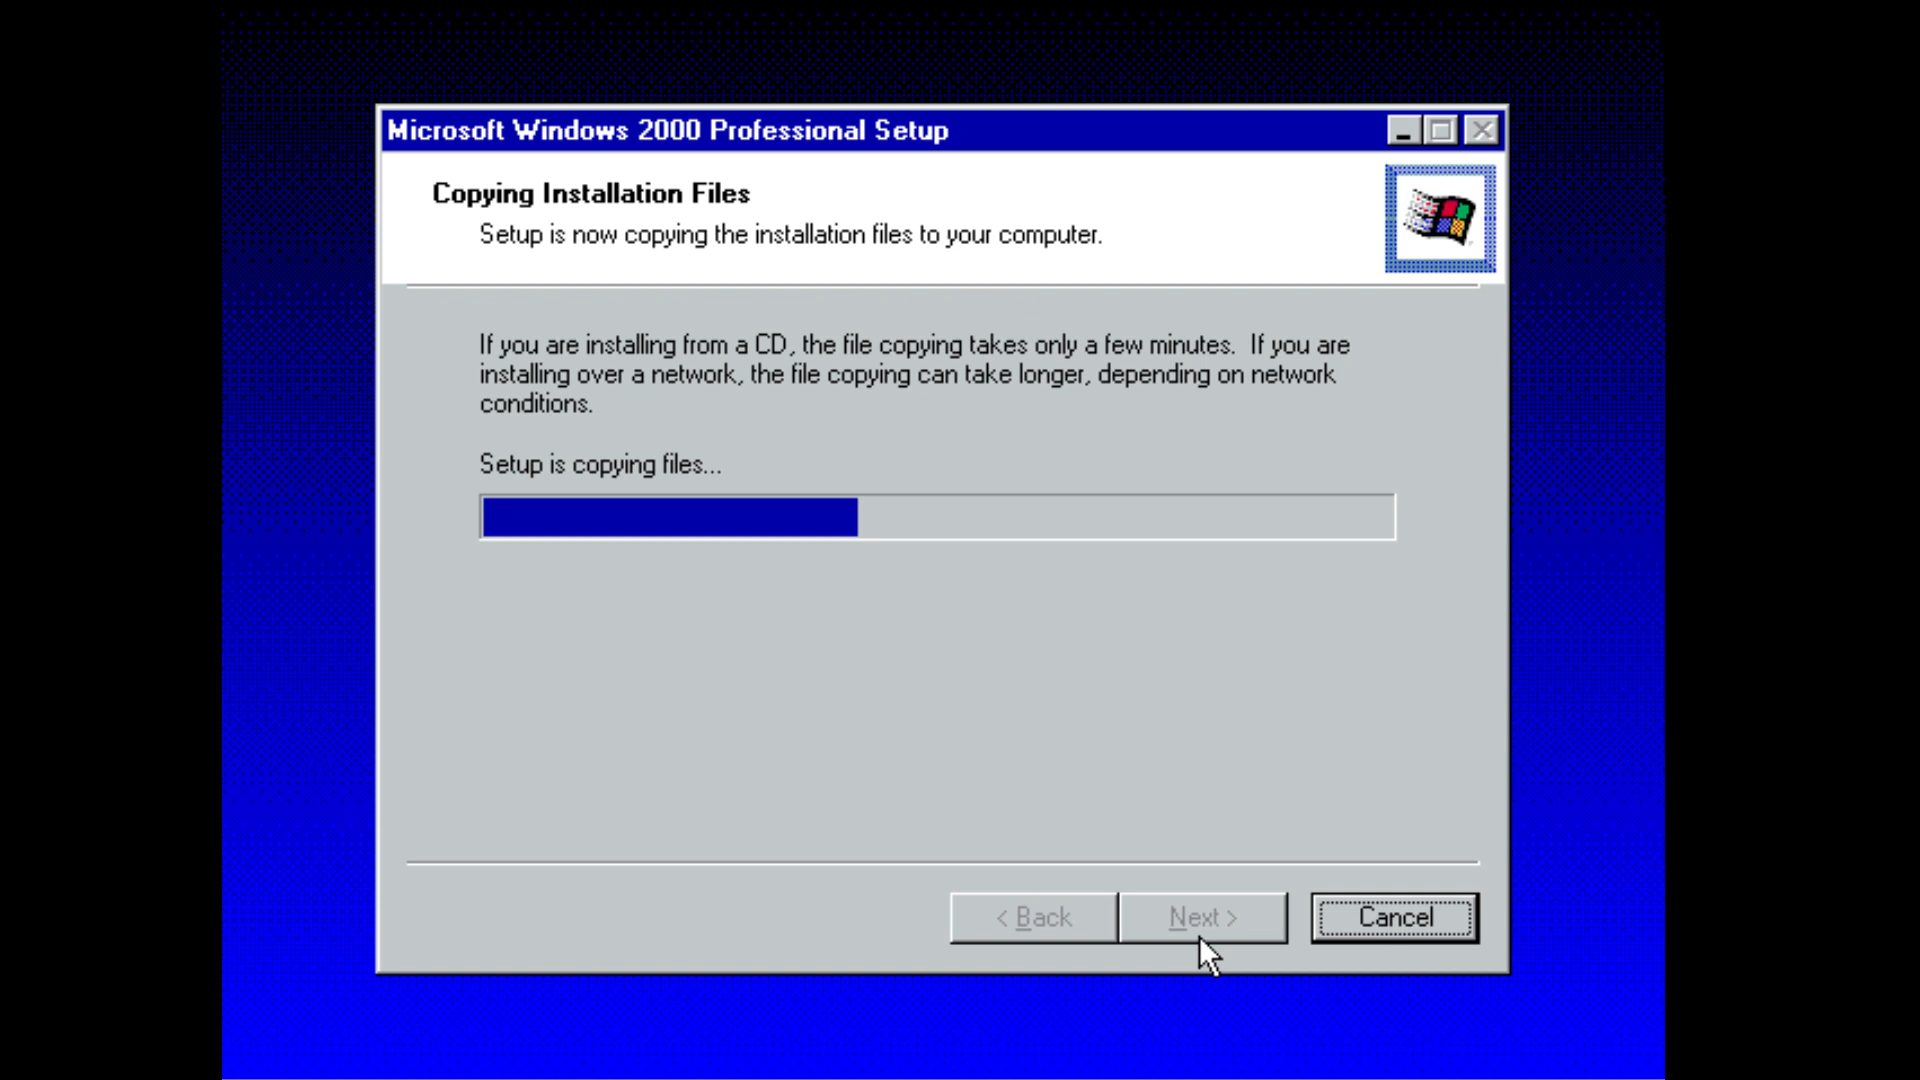 Microsoft Windows 2000 Professional Setup
Copying Installation Files
Setup is now copying the installation files to your computer.
If you are installing from a CD, the file copying takes only a few minutes.  If you are
installing over a network, the file copying can take longer, depending on network
conditions.
Setup is copying files...
< Back
Next >
Cancel